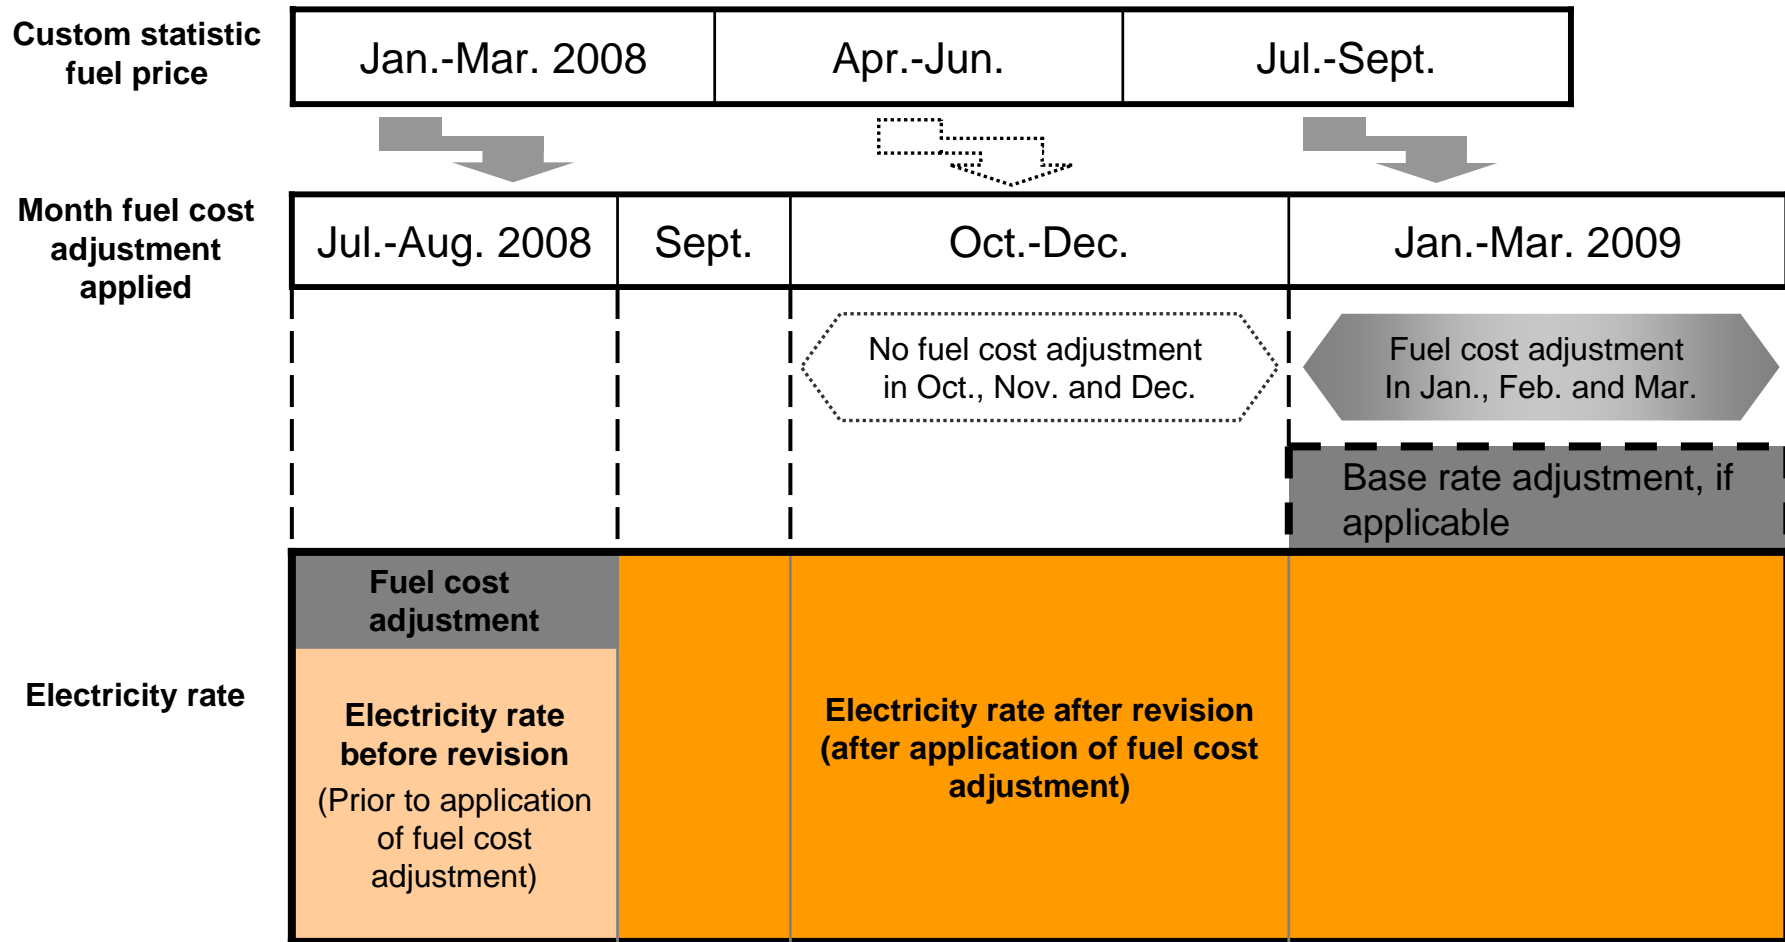 Custom statistic
fuel price
Jan.-Mar. 2008
Apr.-Jun.
Jul.-Sept.
Month fuel cost
adjustment
applied
Jul.-Aug. 2008
Sept.
Oct.-Dec.
Jan.-Mar. 2009
No fuel cost adjustment
in Oct., Nov. and Dec.
Fuel cost adjustment
In Jan., Feb. and Mar.
Base rate adjustment, if
applicable
Electricity rate
Fuel cost
adjustment
Electricity rate
before revision
(Prior to application
of fuel cost
adjustment)
Electricity rate after revision
(after application of fuel cost
adjustment)